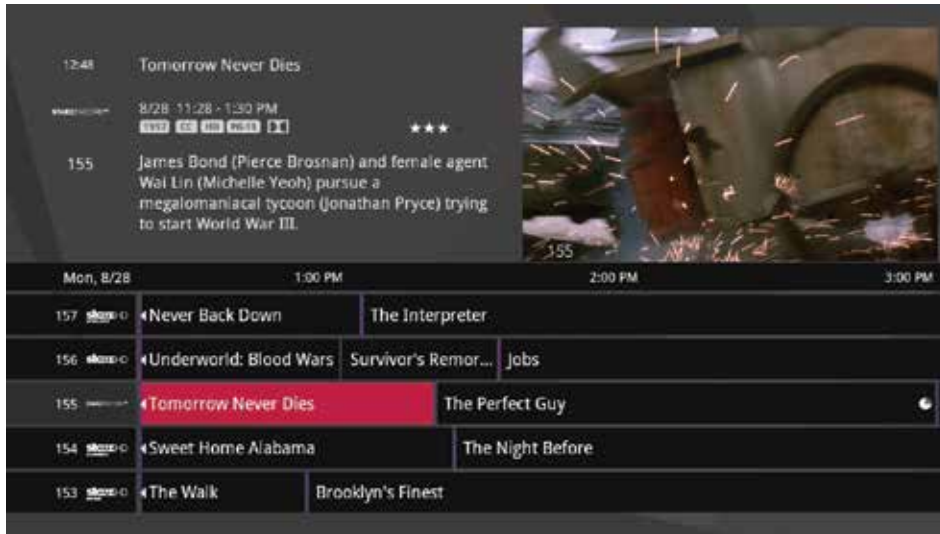 12:48 Tomorrow Never Dies
8/28 11:28 - 1:30 PM
1997 CC HD PG-13
155 James Bond (Pierce Brosnan) and female agent
Wai Lin (Michelle Yeoh) pursue a
megalomaniacal tycoon (Jonathan Pryce) trying
to start World War III.
155
Mon, 8/28 1:00 PM 2:00 PM 3:00 PM
157 Never Back Down The Interpreter
156 Underworld: Blood Wars Survivor's Remor... Jobs
155 Tomorrow Never Dies The Perfect Guy
154 Sweet Home Alabama The Night Before
153 The Walk Brooklyn's Finest